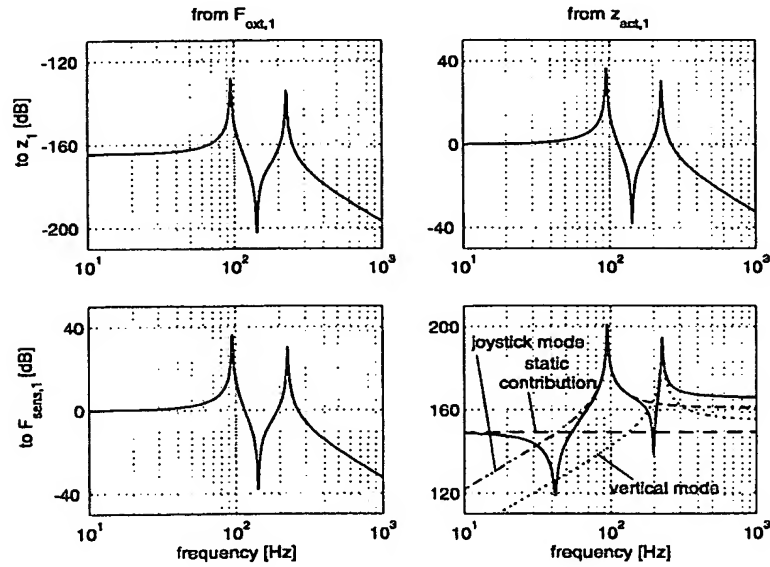 from F_ext,1
from z_act,1
to z_1 [dB]
-120
-160
-200
10^1
10^2
10^3
40
0
-40
10^1
10^2
10^3
to F_sens,1 [dB]
40
0
-40
10^1
10^2
10^3
frequency [Hz]
200
160
110
joystick mode
static
contribution
vertical mode
10^1
10^2
10^3
frequency [Hz]